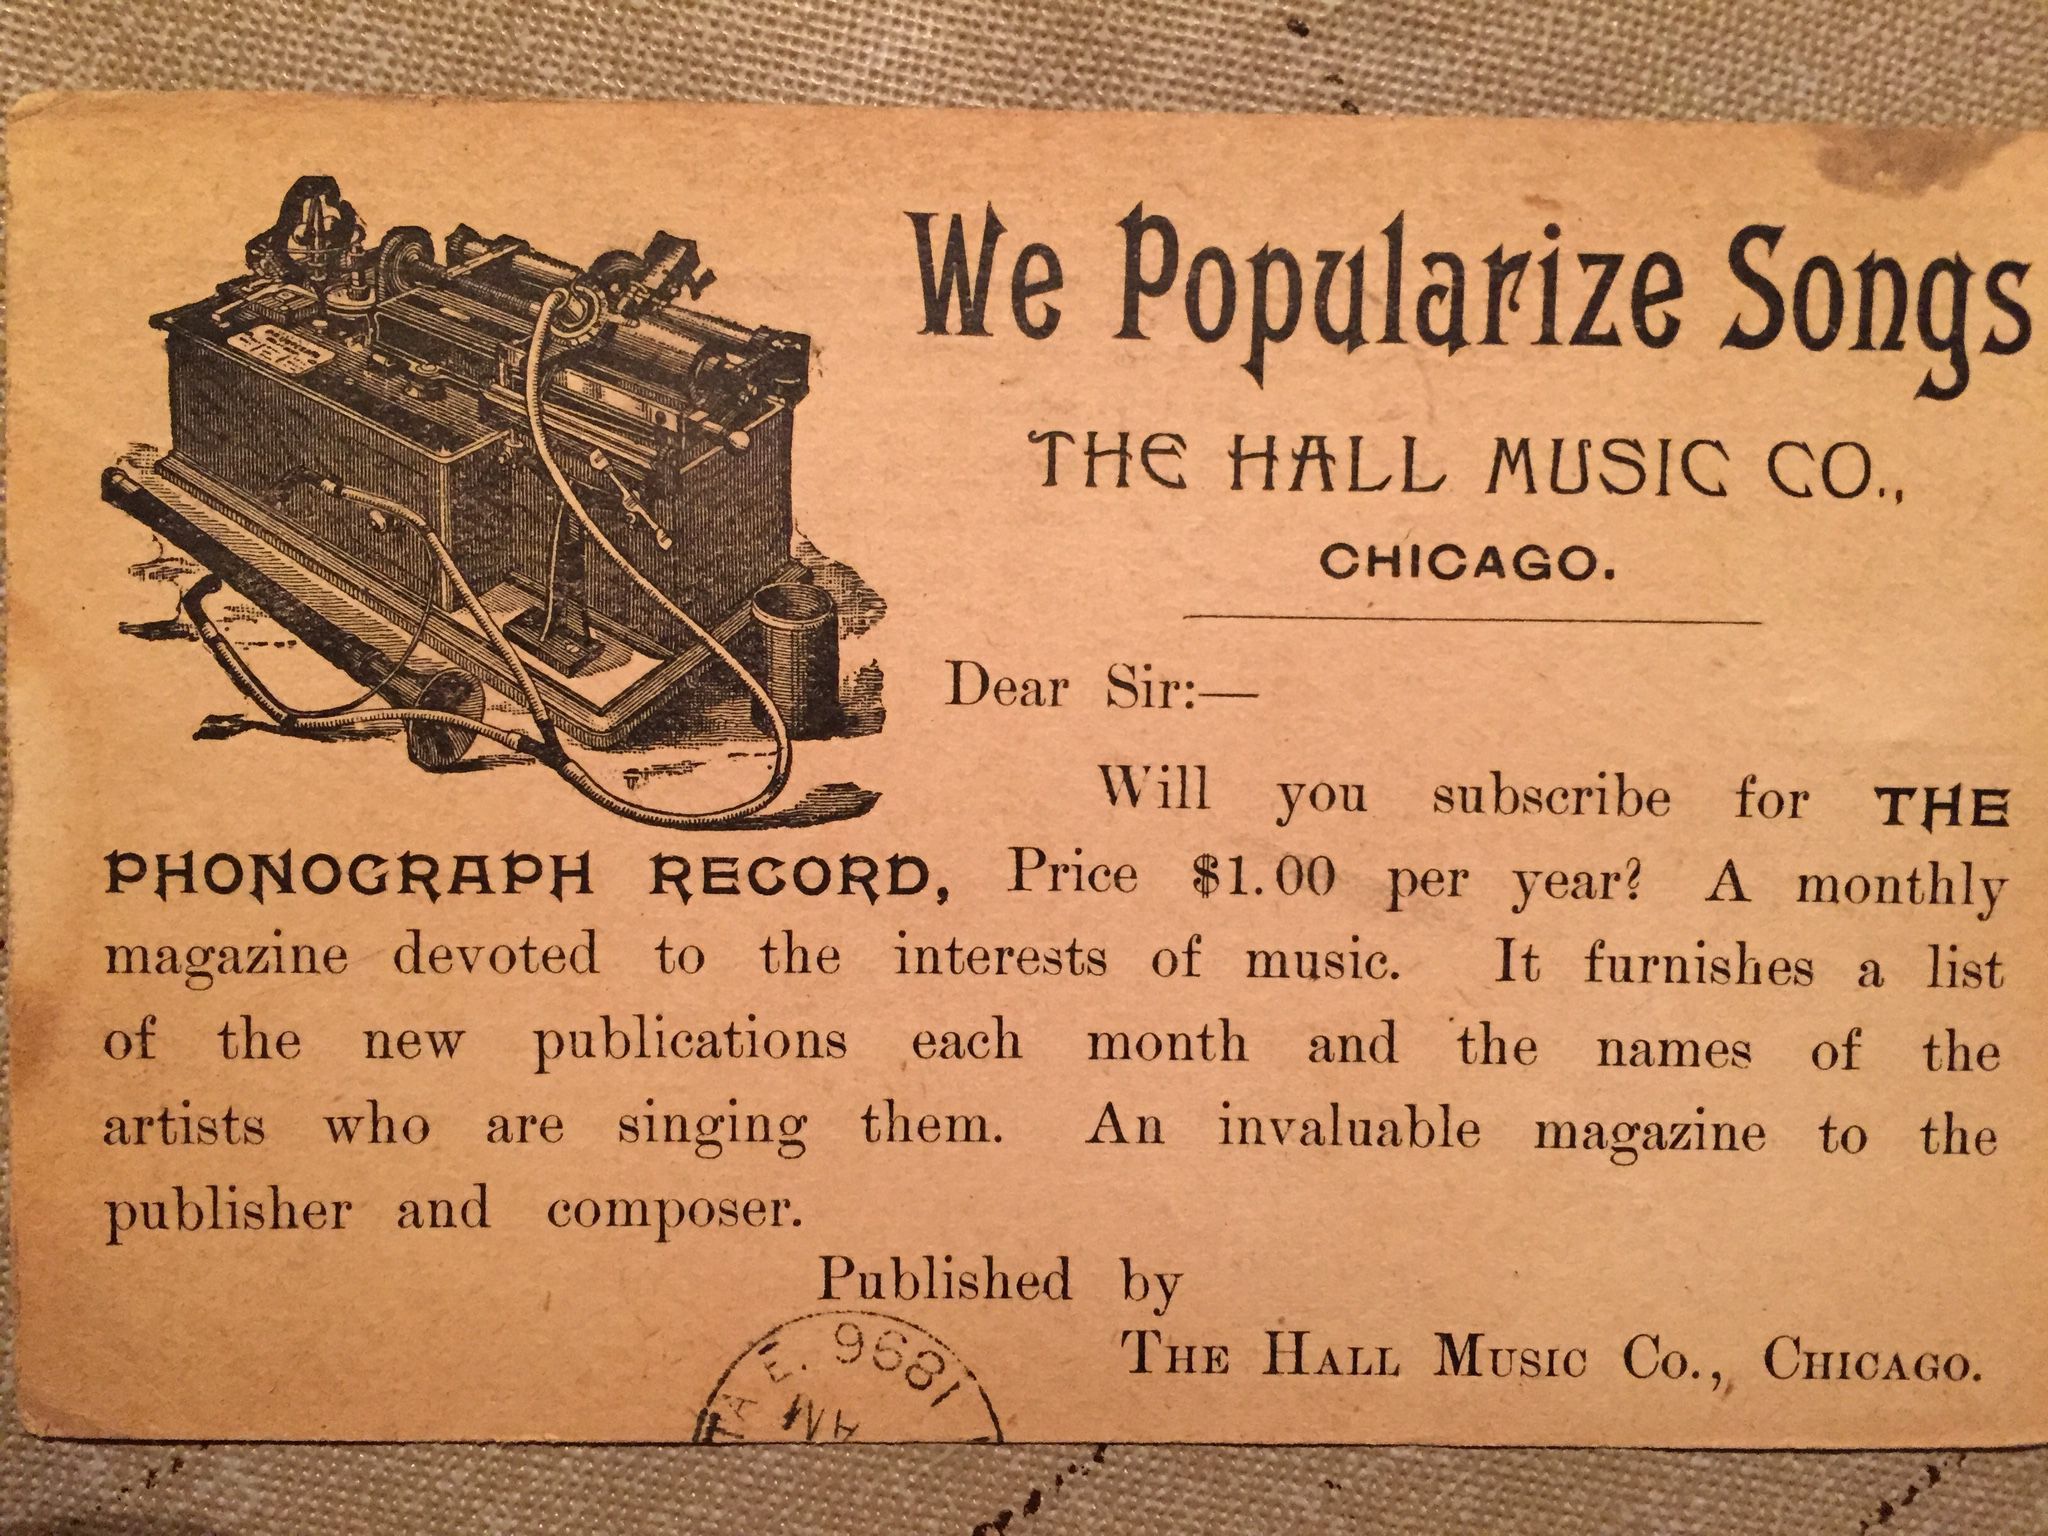 We Popularize Songs
THE HALL MUSIC CO.,
CHICAGO.
Dear Sir:—
Will you subscribe for THE
PHONOGRAPH RECORD, Price $1.00 per year? A monthly
magazine devoted to the interests of music. It furnishes a list
of the new publications each month and the names of the
artists who are singing them. An invaluable magazine to the
publisher and composer.
Published by
THE HALL MUSIC CO., CHICAGO.
1896
AM